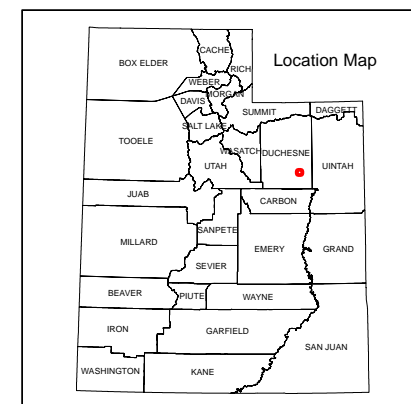 Location Map
BOX ELDER
CACHE
RICH
WEBER
MORGAN
DAVIS
SUMMIT
DAGGETT
SALT LAKE
TOOELE
WASATCH
DUCHESNE
UINTAH
UTAH
JUAB
CARBON
SANPETE
MILLARD
EMERY
GRAND
SEVIER
BEAVER
PIUTE
WAYNE
IRON
GARFIELD
SAN JUAN
WASHINGTON
KANE